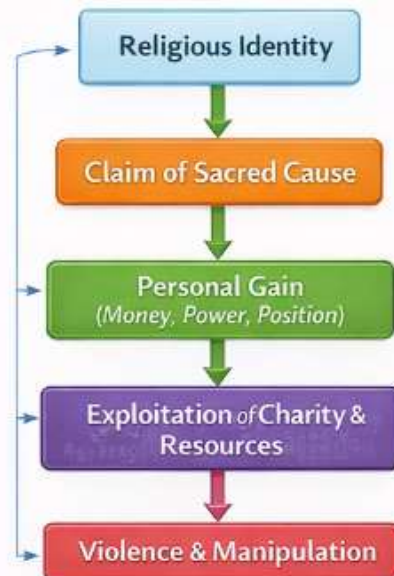 Religious Identity
Claim of Sacred Cause
Personal Gain
(Money, Power, Position)
Exploitation of Charity &
Resources
Violence & Manipulation